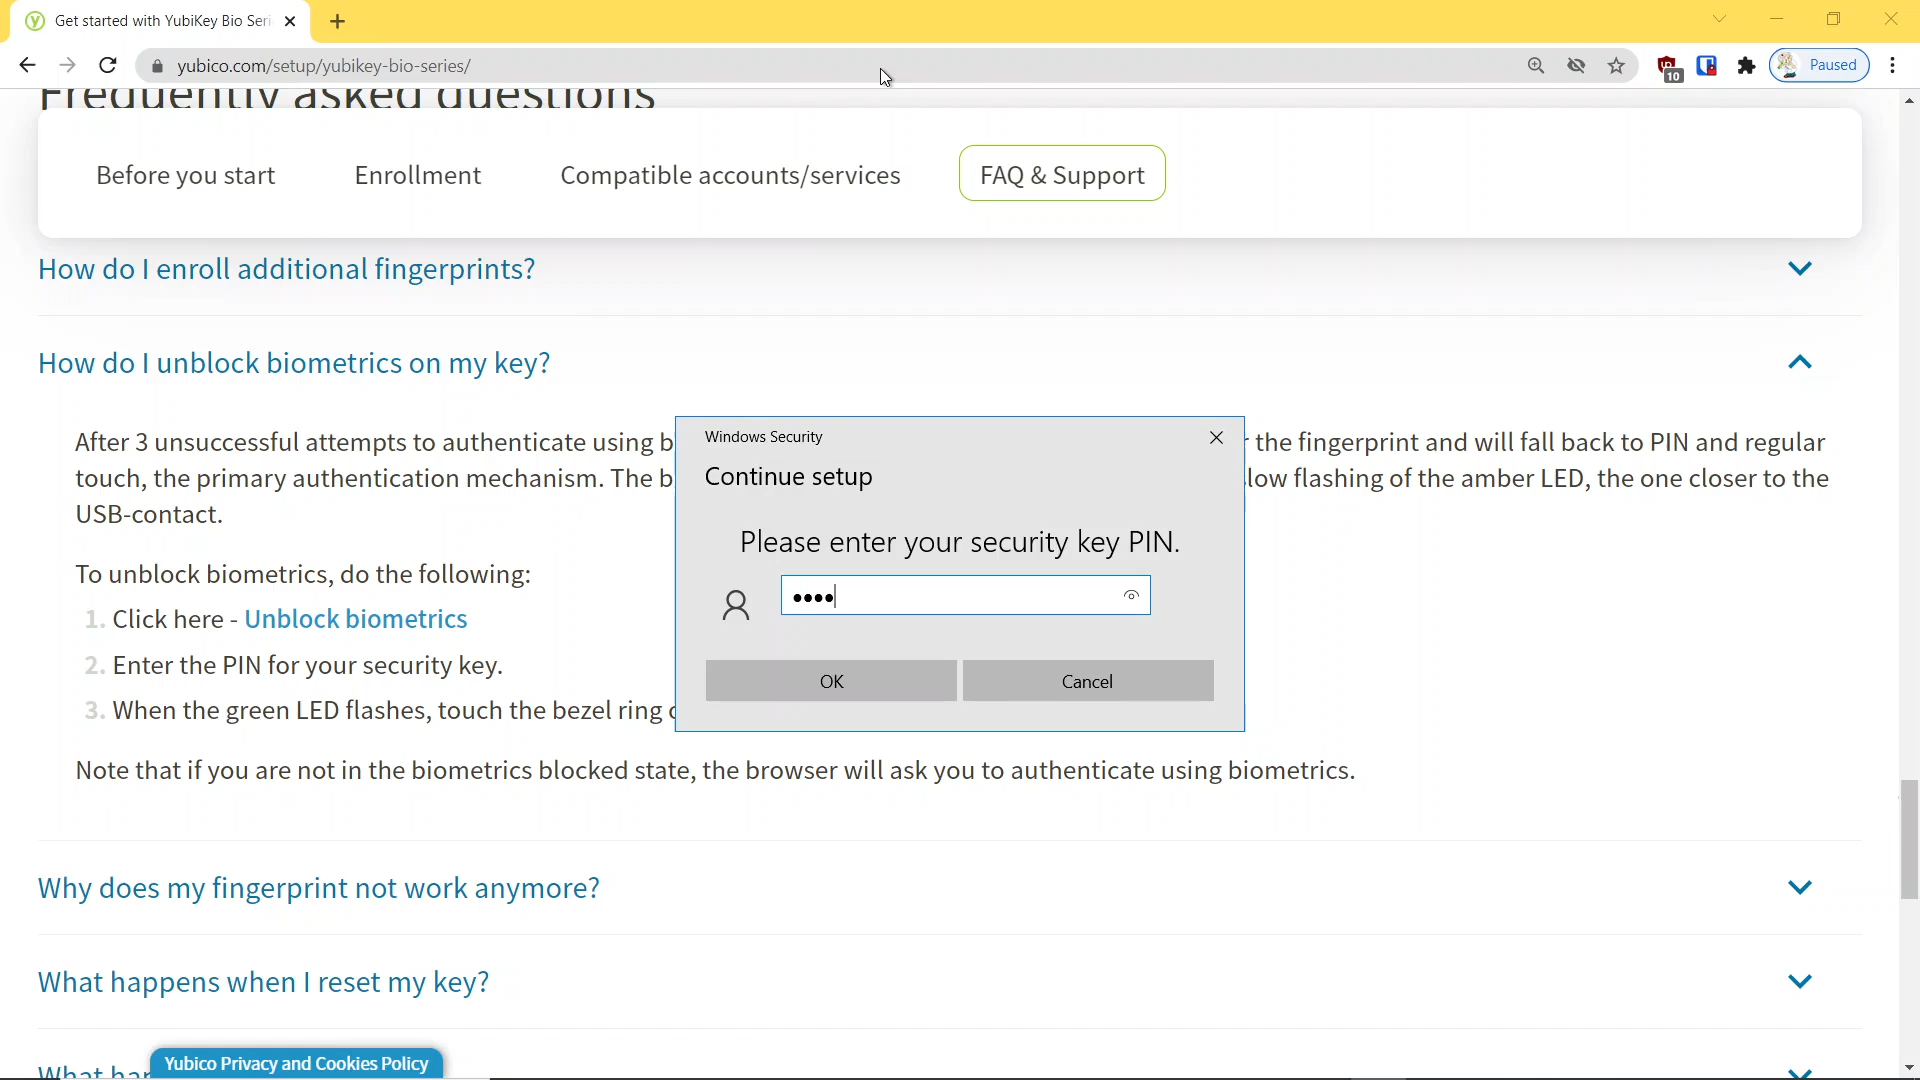 Get started with YubiKey Bio Seri
yubico.com/setup/yubikey-bio-series/
10
Paused
Frequently asked questions
Before you start
Enrollment
Compatible accounts/services
FAQ & Support
How do I enroll additional fingerprints?
How do I unblock biometrics on my key?
After 3 unsuccessful attempts to authenticate using b
the fingerprint and will fall back to PIN and regular
touch, the primary authentication mechanism. The b
low flashing of the amber LED, the one closer to the
USB-contact.
To unblock biometrics, do the following:
1. Click here - Unblock biometrics
2. Enter the PIN for your security key.
3. When the green LED flashes, touch the bezel ring
Note that if you are not in the biometrics blocked state, the browser will ask you to authenticate using biometrics.
Windows Security
Continue setup
Please enter your security key PIN.
••••
OK
Cancel
Why does my fingerprint not work anymore?
What happens when I reset my key?
What ha
Yubico Privacy and Cookies Policy